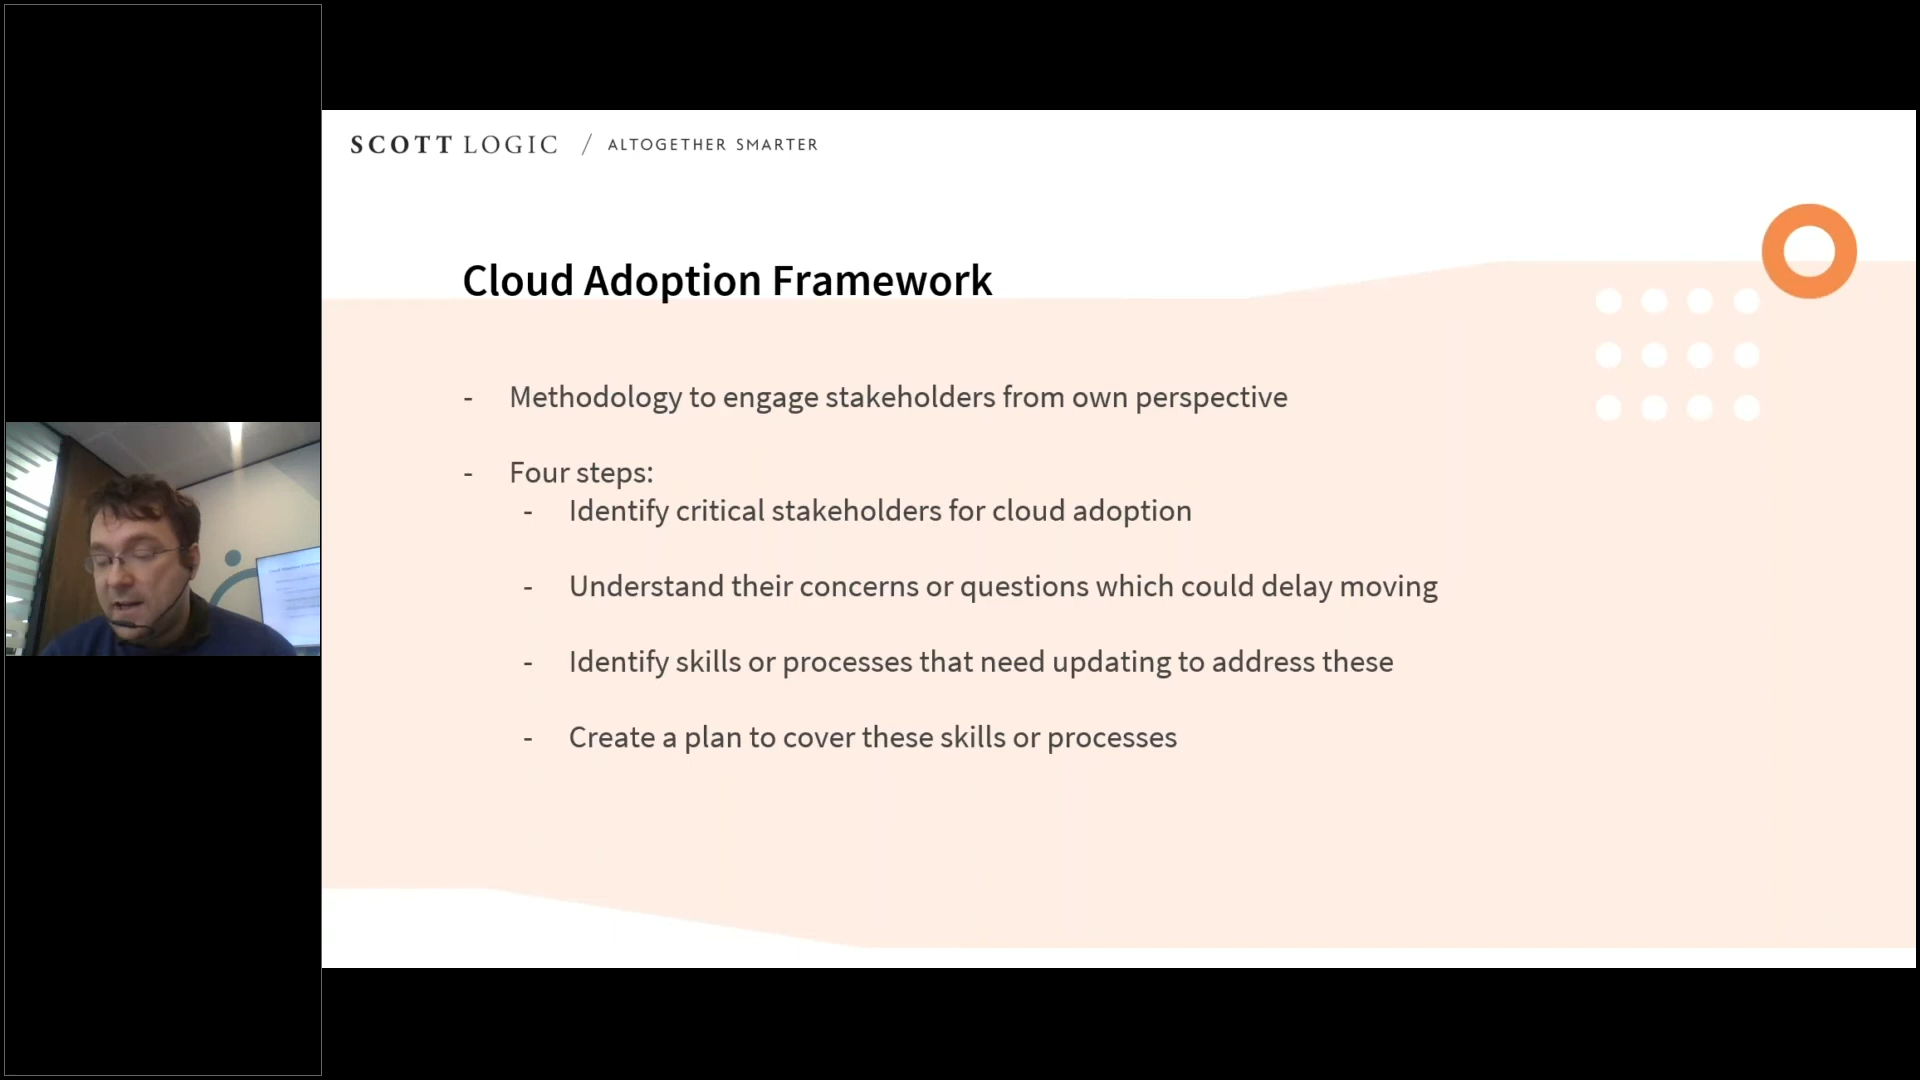 SCOTT LOGIC / ALTOGETHER SMARTER
Cloud Adoption Framework
- Methodology to engage stakeholders from own perspective
- Four steps:
- Identify critical stakeholders for cloud adoption
- Understand their concerns or questions which could delay moving
- Identify skills or processes that need updating to address these
- Create a plan to cover these skills or processes